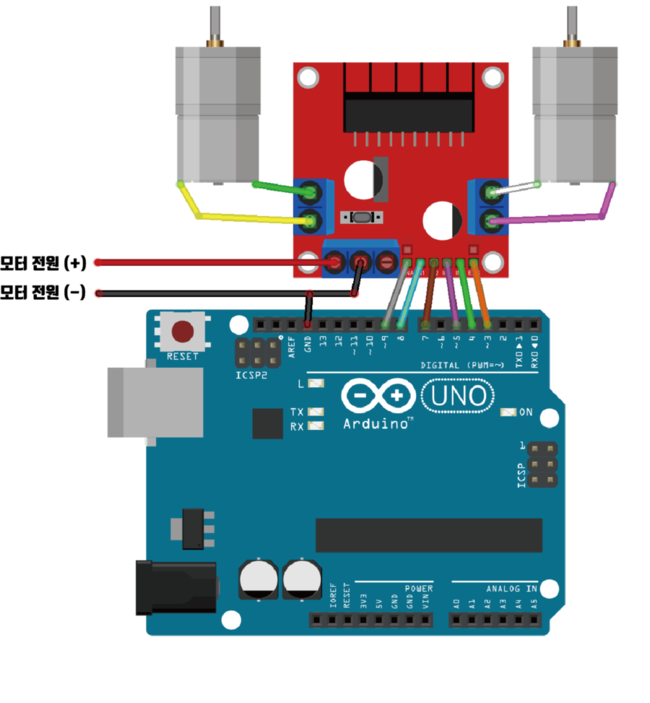 모터 전원 (+)
모터 전원 (-)
RESET
ICSP2
AREF
GND
13
12
~11
~10
~9
8
7
~6
~5
4
~3
2
TX0▶1
RX0◀0
DIGITAL (PWM=~)
L
TX
RX
UNO
ON
Arduino™
1
ICSP
POWER
ANALOG IN
IOREF
RESET
3V3
5V
GND
GND
VIN
A0
A1
A2
A3
A4
A5